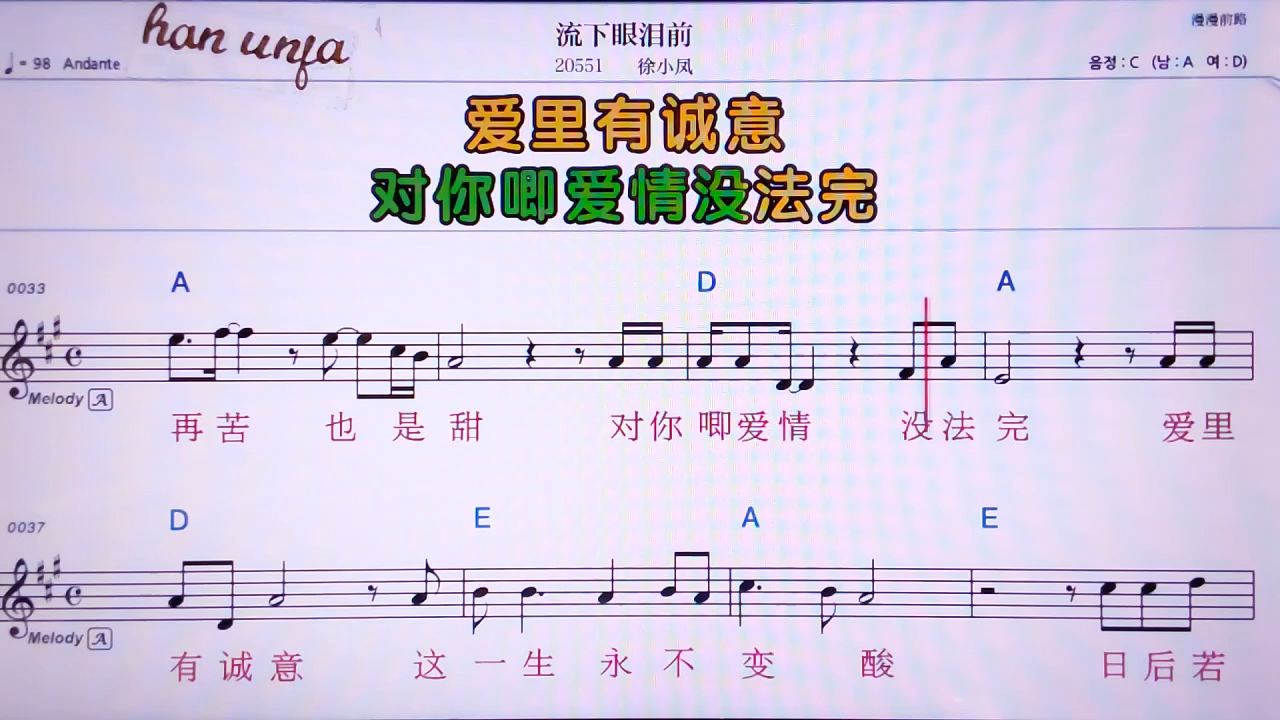 han unfa
流下眼泪前
漫漫前路
♩= 98 Andante
20551 徐小凤
음정 : C (남 : A 여 : D)
爱里有诚意
对你唧爱情没法完
0033
A D A
Melody A
再苦 也 是 甜 对你 唧爱情 没法 完 爱里
0037
D E A E
Melody A
有 诚 意 这 一 生 永 不 变 酸 日 后 若